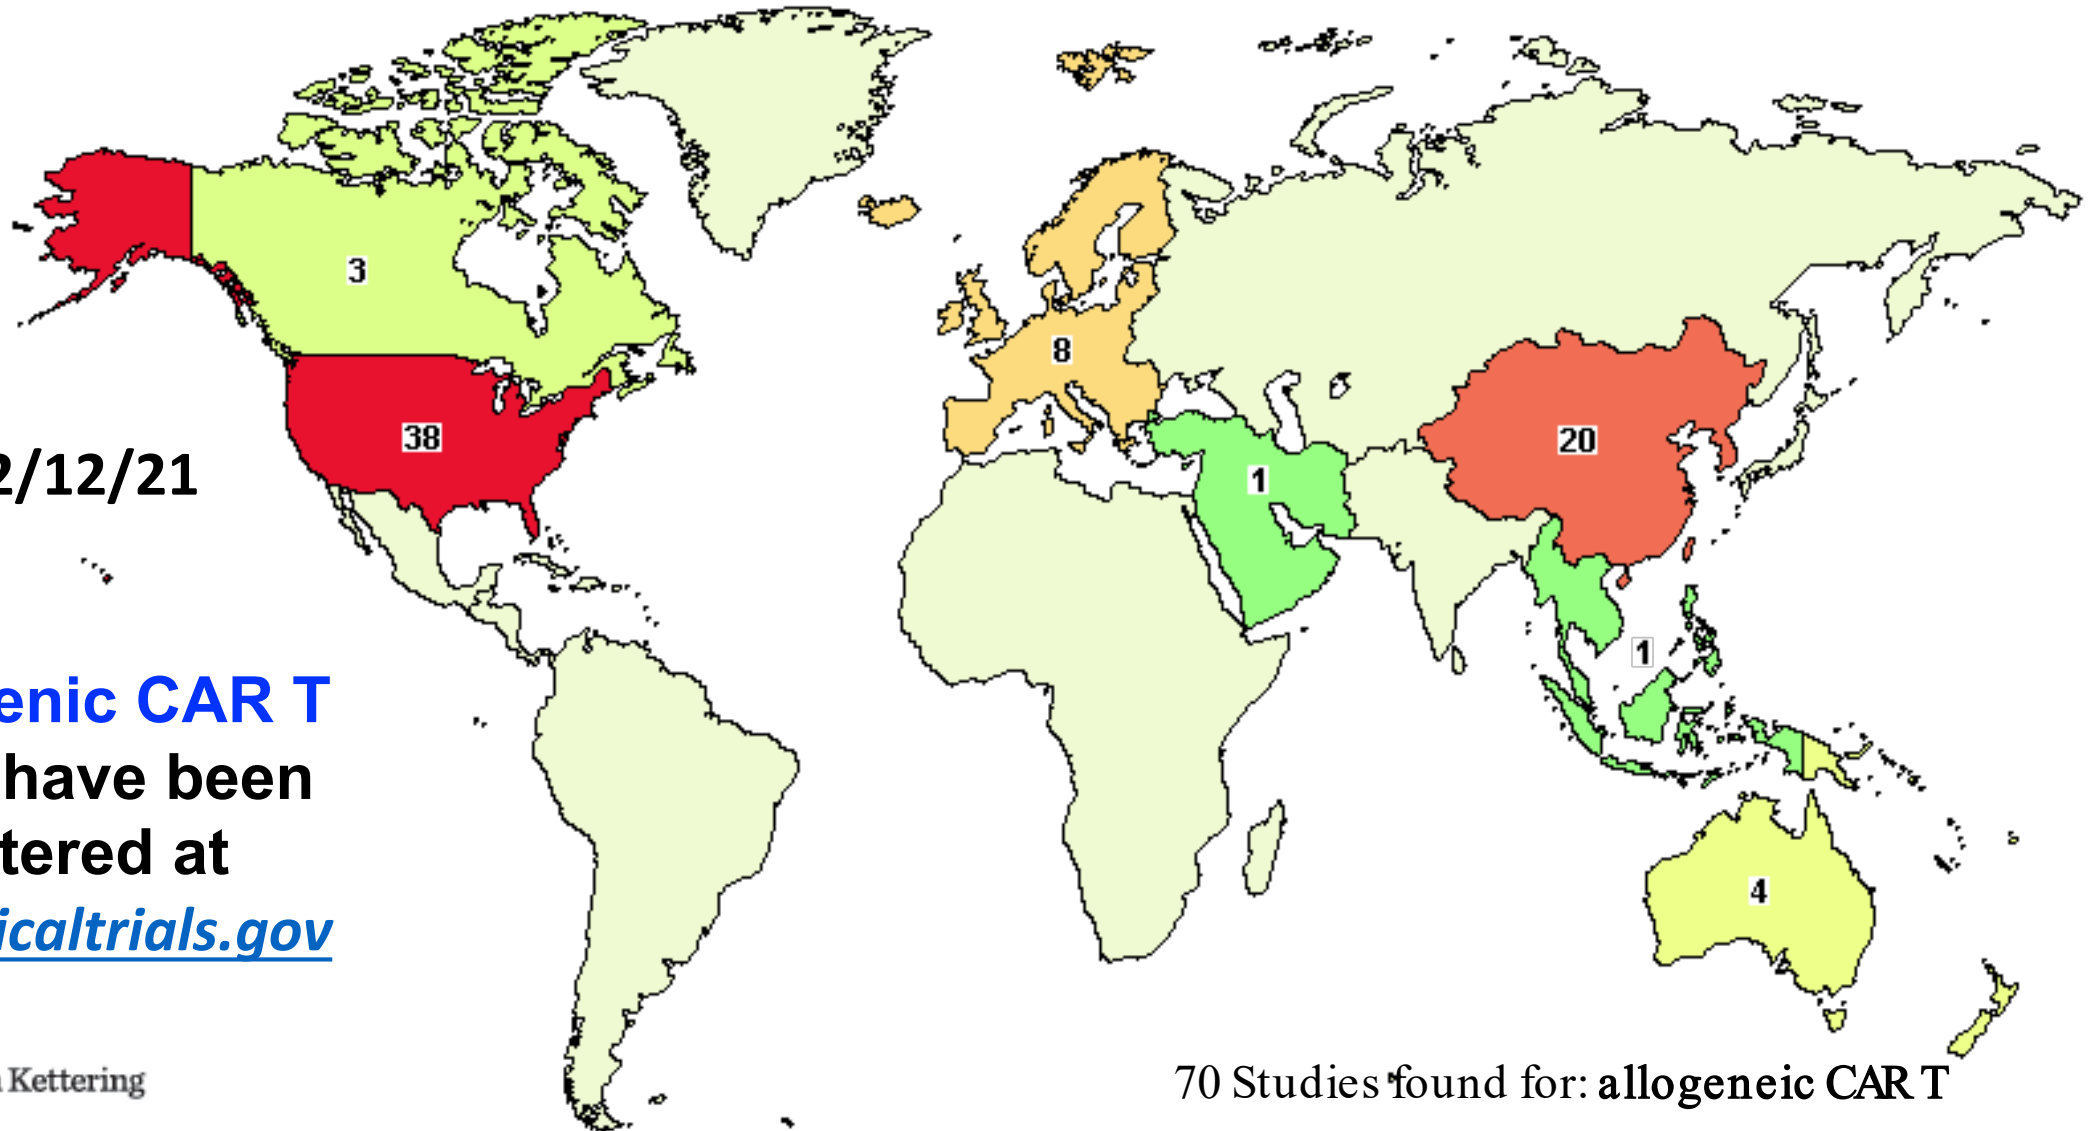 3
8
38
20
1
2/12/21
1
enic CAR T
have been
tered at
icaltrials.gov
4
Kettering
70 Studies found for: allogeneic CAR T